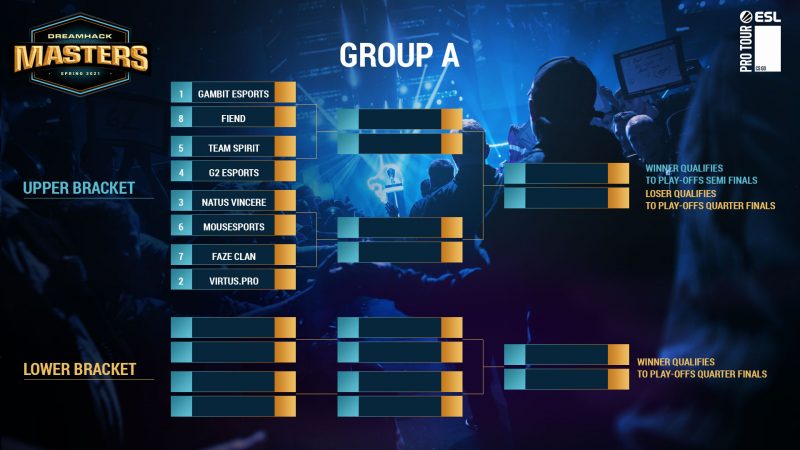 DREAMHACK
MASTERS
SPRING 2021
GROUP A
PRO TOUR
ESL
CS GO
UPPER BRACKET
1 GAMBIT ESPORTS
8 FIEND
5 TEAM SPIRIT
4 G2 ESPORTS
3 NATUS VINCERE
6 MOUSESPORTS
7 FAZE CLAN
2 VIRTUS.PRO
WINNER QUALIFIES
TO PLAY-OFFS SEMI FINALS
LOSER QUALIFIES
TO PLAY-OFFS QUARTER FINALS
LOWER BRACKET
WINNER QUALIFIES
TO PLAY-OFFS QUARTER FINALS